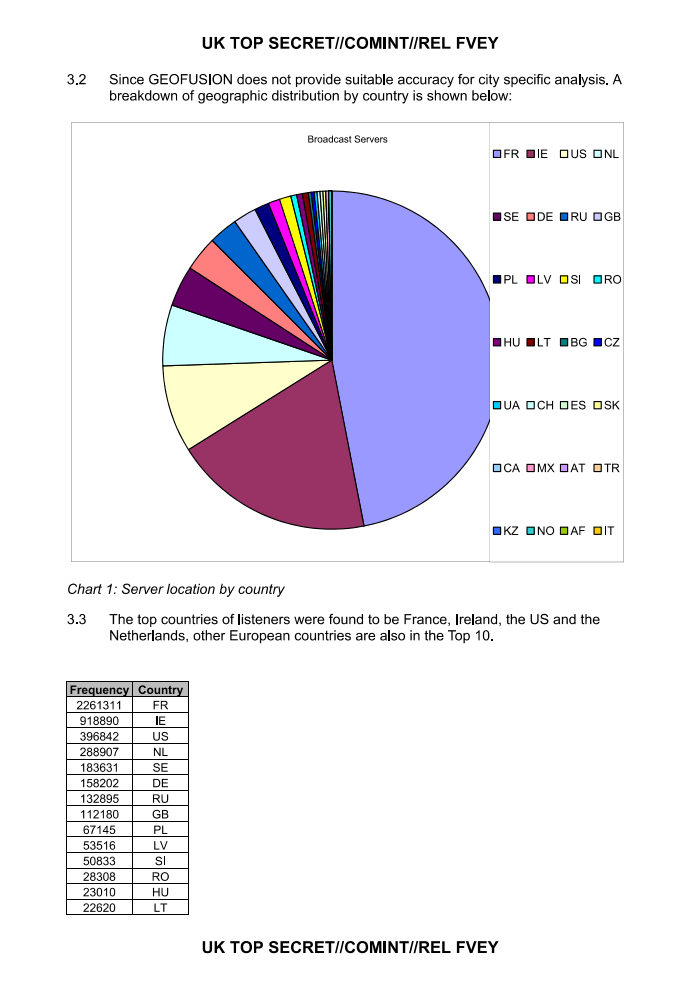 UK TOP SECRET//COMINT//REL FVEY
3.2 Since GEOFUSION does not provide suitable accuracy for city specific analysis. A
breakdown of geographic distribution by country is shown below:
Broadcast Servers
FR IE US NL
SE DE RU GB
PL LV SI RO
HU LT BG CZ
UA CH ES SK
CA MX AT TR
KZ NO AF IT
Chart 1: Server location by country
3.3 The top countries of listeners were found to be France, Ireland, the US and the
Netherlands, other European countries are also in the Top 10.
Frequency Country
2261311 FR
918890 IE
396842 US
288907 NL
183631 SE
158202 DE
132895 RU
112180 GB
67145 PL
53516 LV
50833 SI
28308 RO
23010 HU
22620 LT
UK TOP SECRET//COMINT//REL FVEY